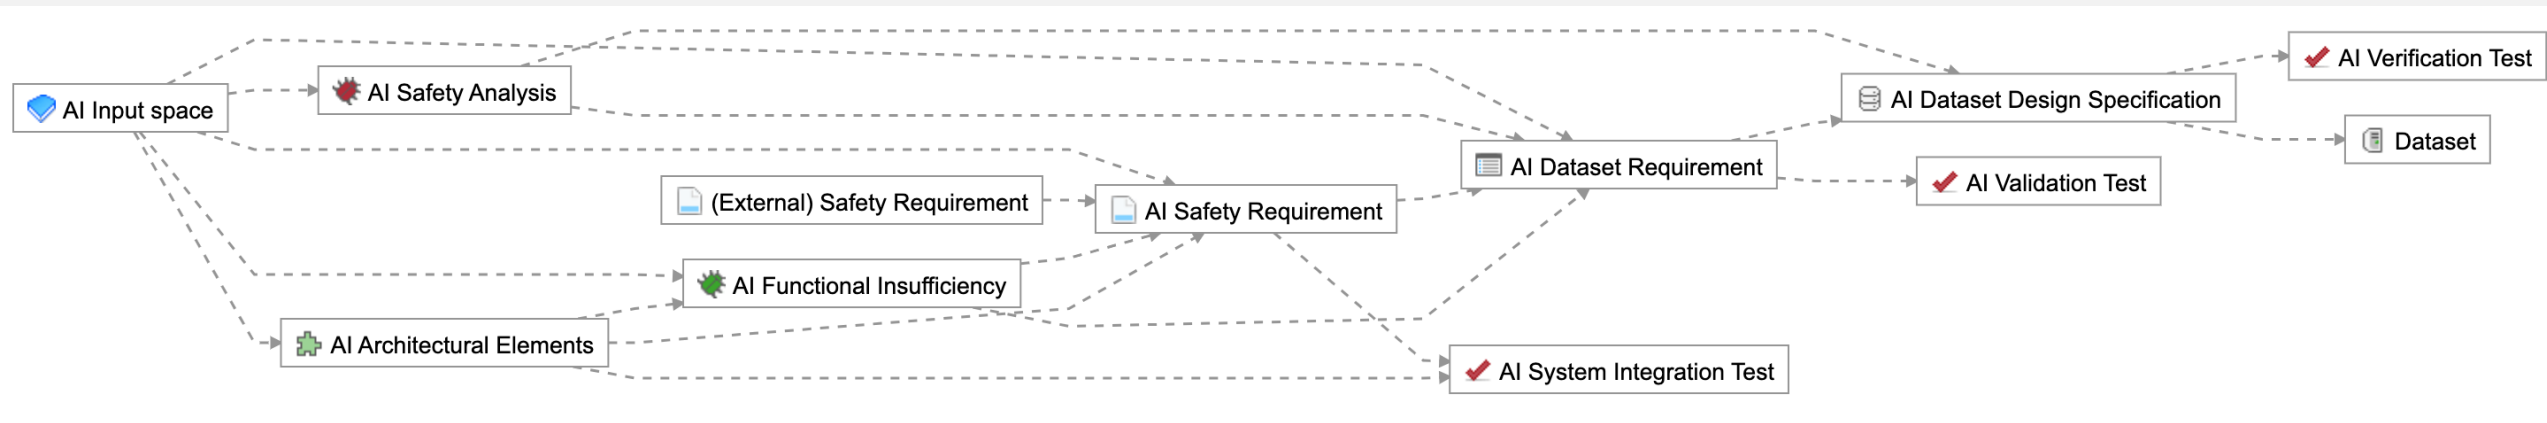 AI Input space
AI Safety Analysis
(External) Safety Requirement
AI Functional Insufficiency
AI Architectural Elements
AI Safety Requirement
AI Dataset Requirement
AI System Integration Test
AI Dataset Design Specification
AI Validation Test
AI Verification Test
Dataset